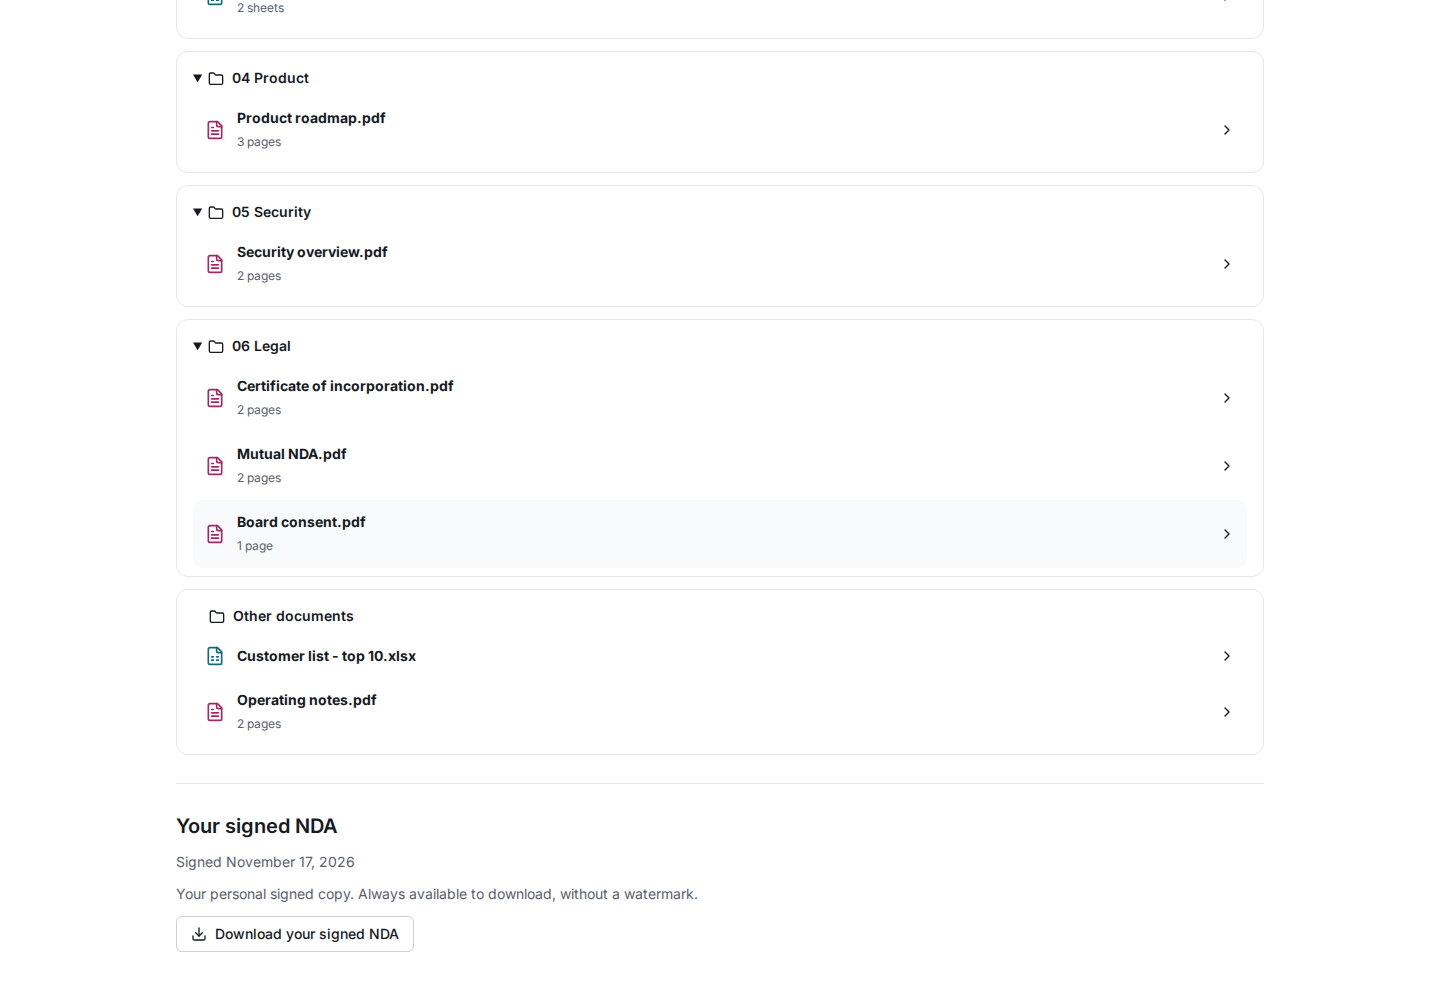 2 sheets
04 Product
Product roadmap.pdf
3 pages
05 Security
Security overview.pdf
2 pages
06 Legal
Certificate of incorporation.pdf
2 pages
Mutual NDA.pdf
2 pages
Board consent.pdf
1 page
Other documents
Customer list - top 10.xlsx
Operating notes.pdf
2 pages
Your signed NDA
Signed November 17, 2026
Your personal signed copy. Always available to download, without a watermark.
Download your signed NDA